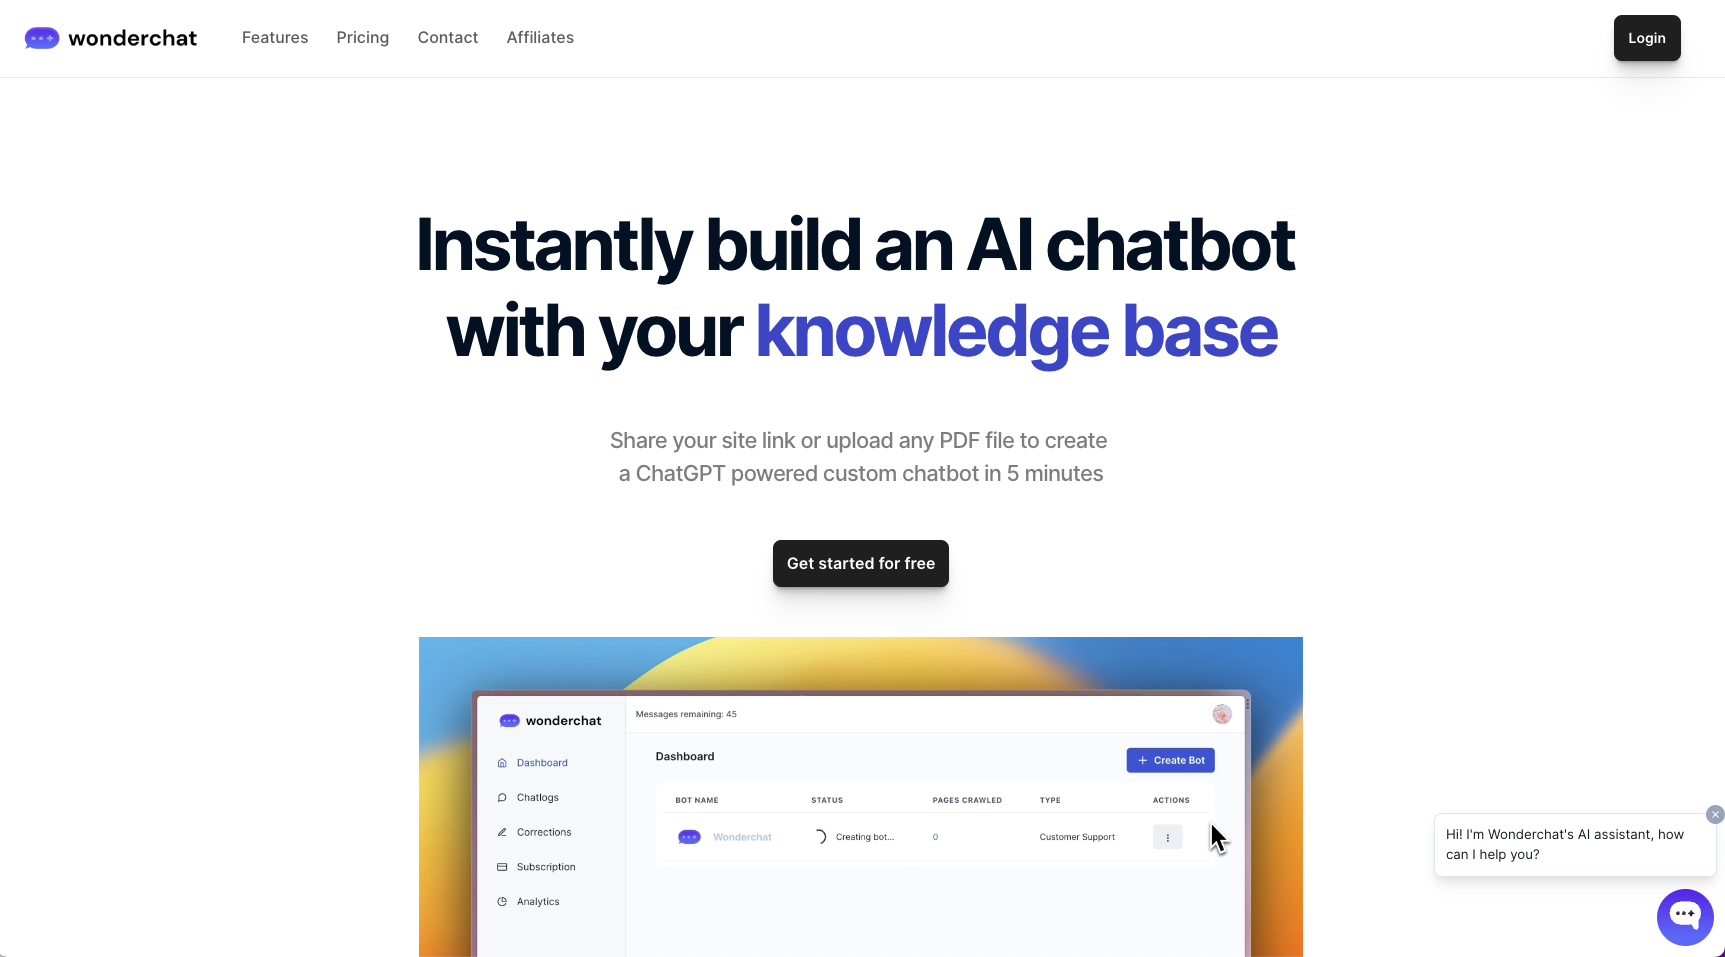 wonderchat
Features
Pricing
Contact
Affiliates
Login
Instantly build an AI chatbot
with your knowledge base
Share your site link or upload any PDF file to create
a ChatGPT powered custom chatbot in 5 minutes
Get started for free
wonderchat
Messages remaining: 45
Dashboard
Chatlogs
Corrections
Subscription
Analytics
Dashboard
+ Create Bot
BOT NAME
STATUS
PAGES CRAWLED
TYPE
ACTIONS
Wonderchat
Creating bot...
0
Customer Support
Hi! I'm Wonderchat's AI assistant, how
can I help you?